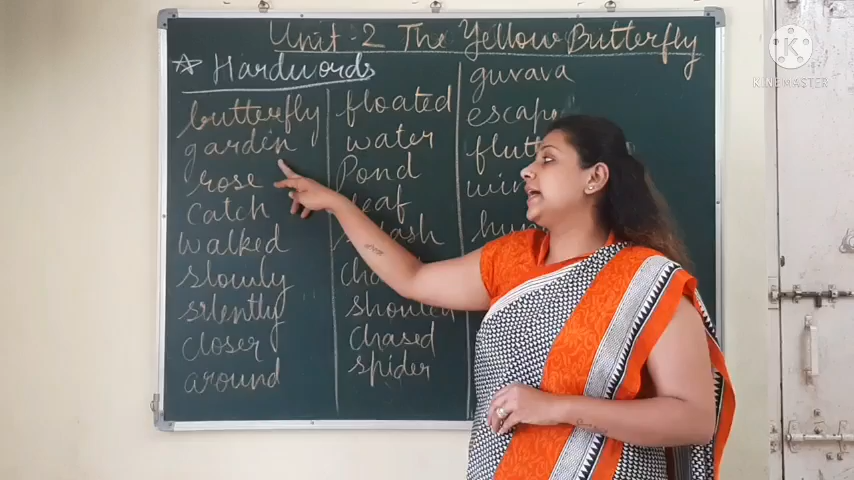 Unit - 2 The Yellow Butterfly
☆ Hardwords
butterfly
garden
rose
catch
walked
slowly
silently
closer
around
floated
water
Pond
leaf
shouted
chased
spider
guvava
escape
KINEMASTER